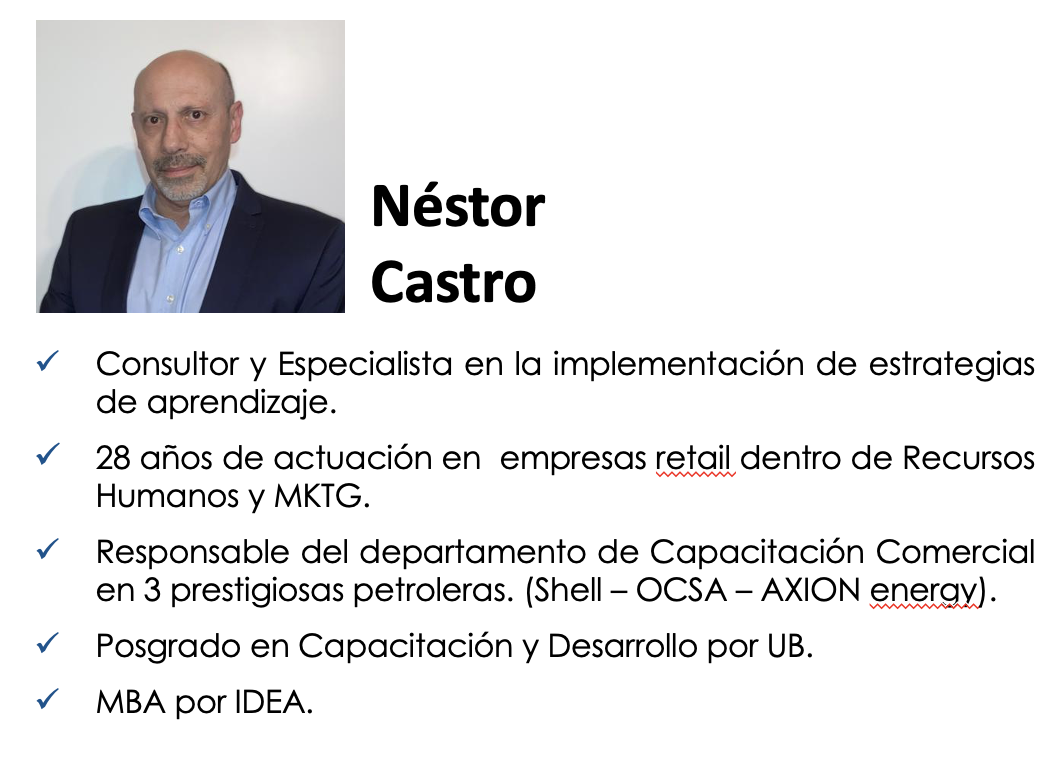 Néstor
Castro
✓ Consultor y Especialista en la implementación de estrategias
de aprendizaje.
✓ 28 años de actuación en  empresas retail dentro de Recursos
Humanos y MKTG.
✓ Responsable del departamento de Capacitación Comercial
en 3 prestigiosas petroleras. (Shell – OCSA – AXION energy).
✓ Posgrado en Capacitación y Desarrollo por UB.
✓ MBA por IDEA.